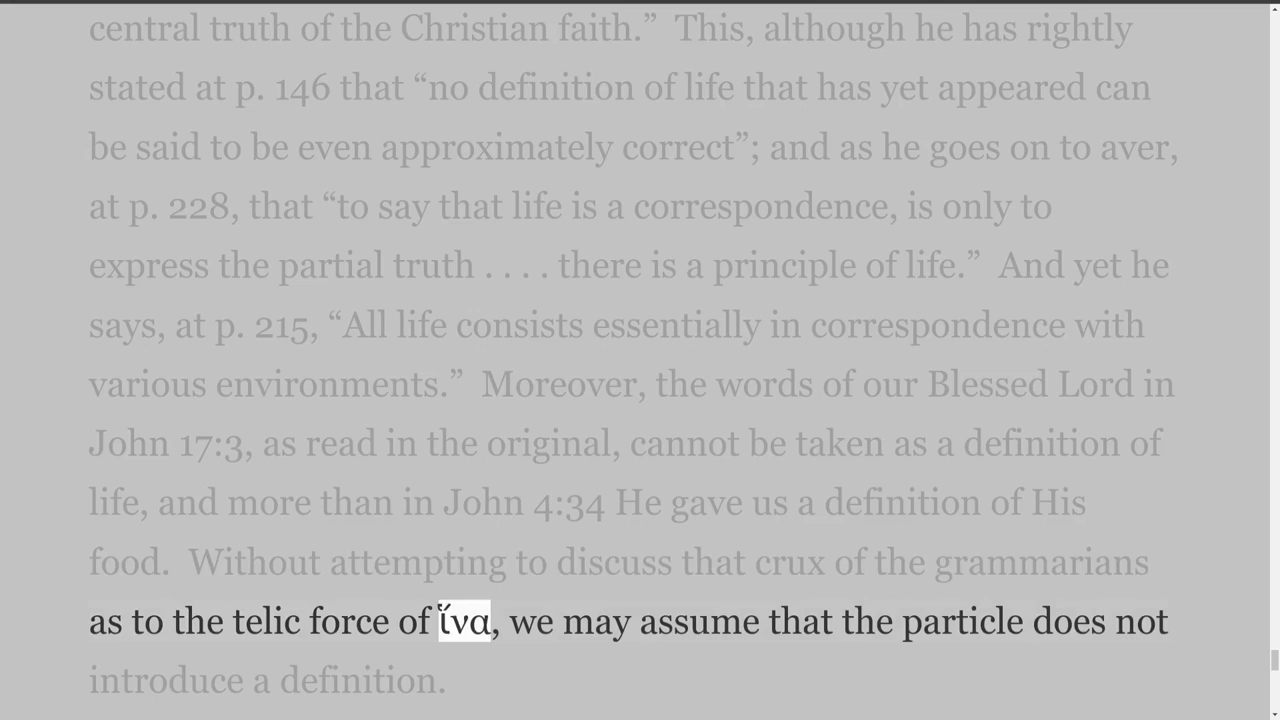 central truth of the Christian faith.”  This, although he has rightly
stated at p. 146 that “no definition of life that has yet appeared can
be said to be even approximately correct”; and as he goes on to aver,
at p. 228, that “to say that life is a correspondence, is only to
express the partial truth . . . . there is a principle of life.”  And yet he
says, at p. 215, “All life consists essentially in correspondence with
various environments.”  Moreover, the words of our Blessed Lord in
John 17:3, as read in the original, cannot be taken as a definition of
life, and more than in John 4:34 He gave us a definition of His
food.  Without attempting to discuss that crux of the grammarians
as to the telic force of ἵνα, we may assume that the particle does not
introduce a definition.